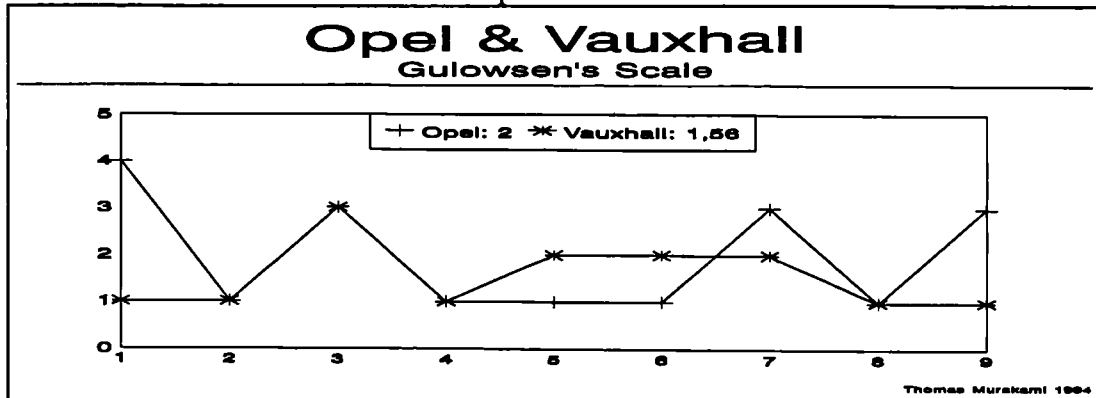 Opel & Vauxhall
Gulowsen's Scale
Opel: 2 Vauxhall: 1,56
5
4
3
2
1
0
1 2 3 4 5 6 7 8 9
Thomas Murakami 1994